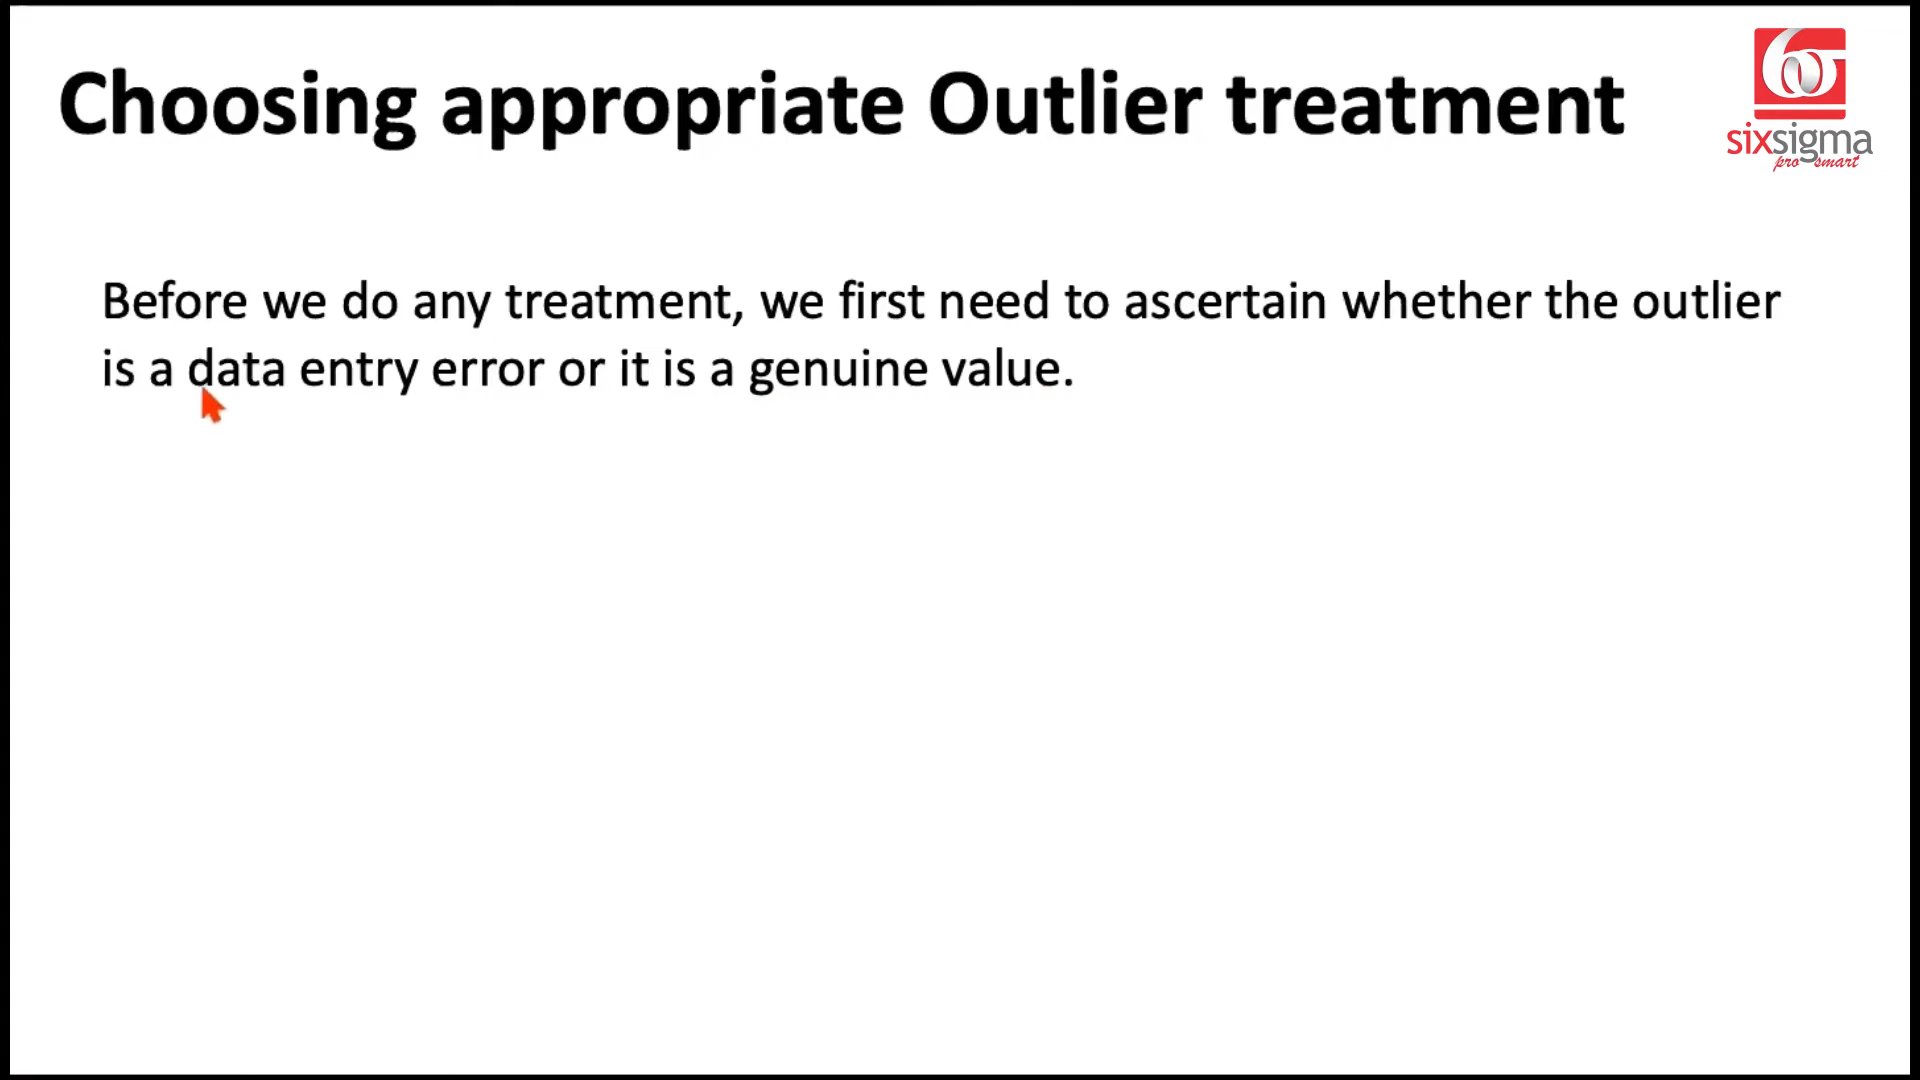 Choosing appropriate Outlier treatment
sixsigma
pro smart
Before we do any treatment, we first need to ascertain whether the outlier
is a data entry error or it is a genuine value.